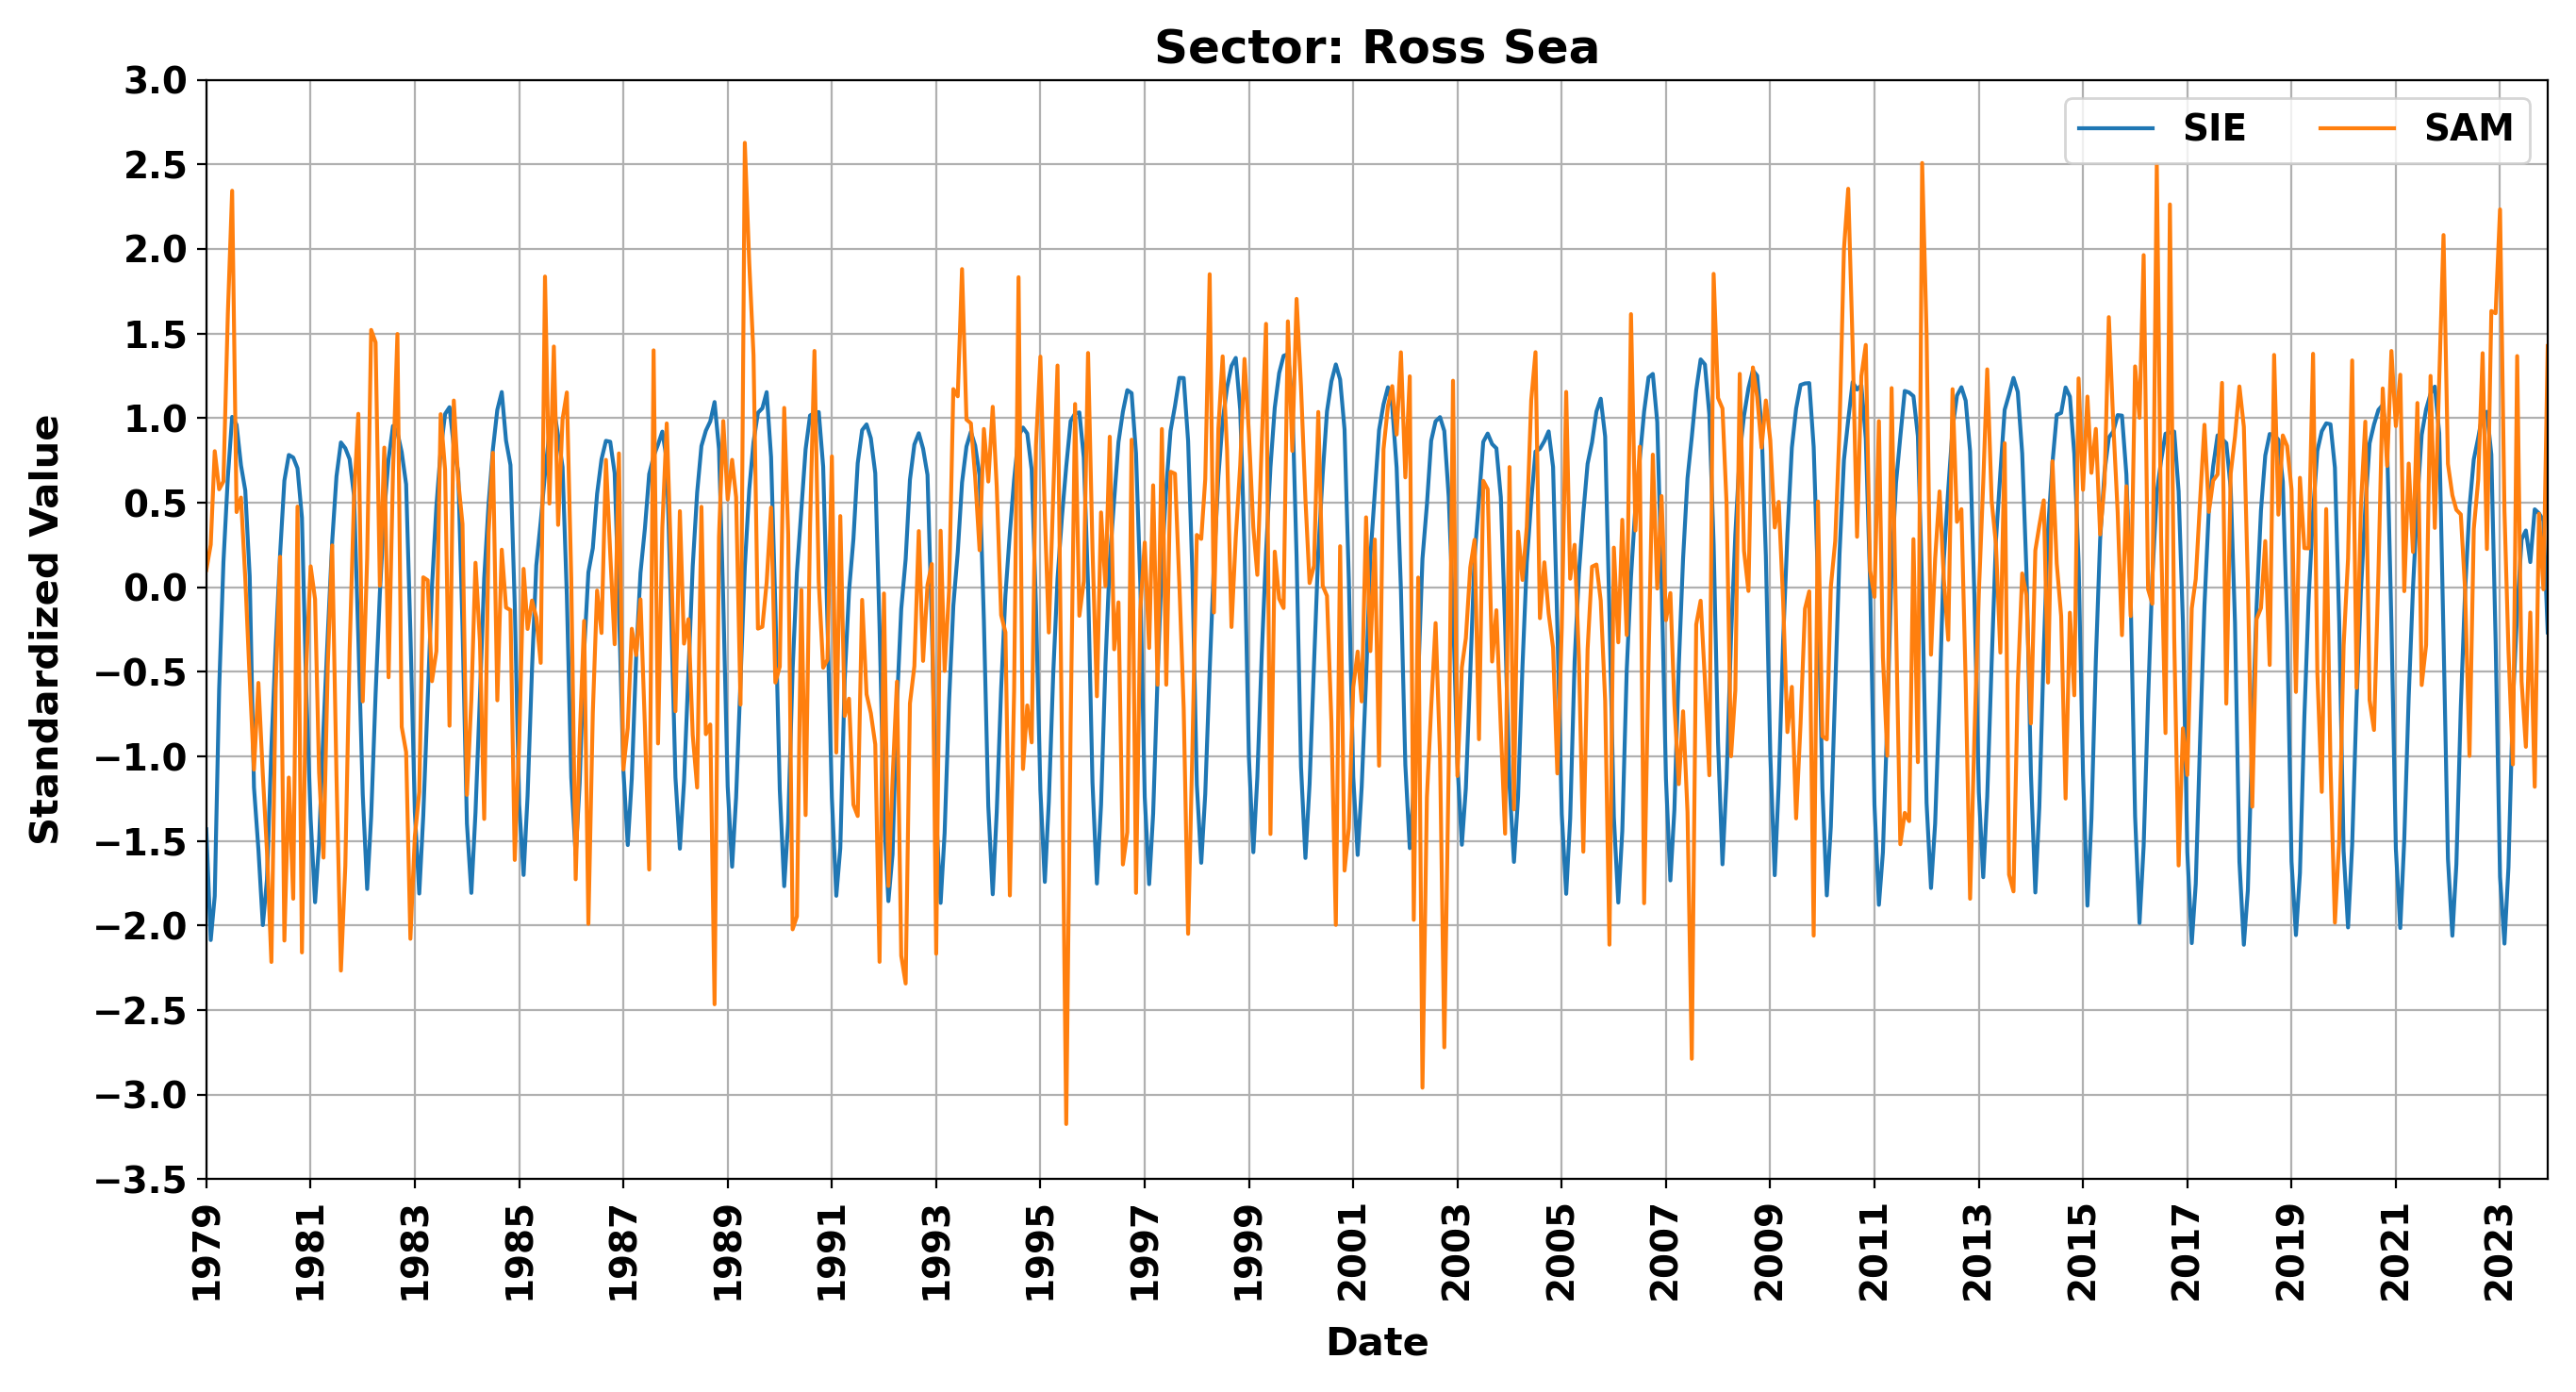 Sector: Ross Sea
SIE SAM
Standardized Value
3.0
2.5
2.0
1.5
1.0
0.5
0.0
−0.5
−1.0
−1.5
−2.0
−2.5
−3.0
−3.5
1979 1981 1983 1985 1987 1989 1991 1993 1995 1997 1999 2001 2003 2005 2007 2009 2011 2013 2015 2017 2019 2021 2023
Date